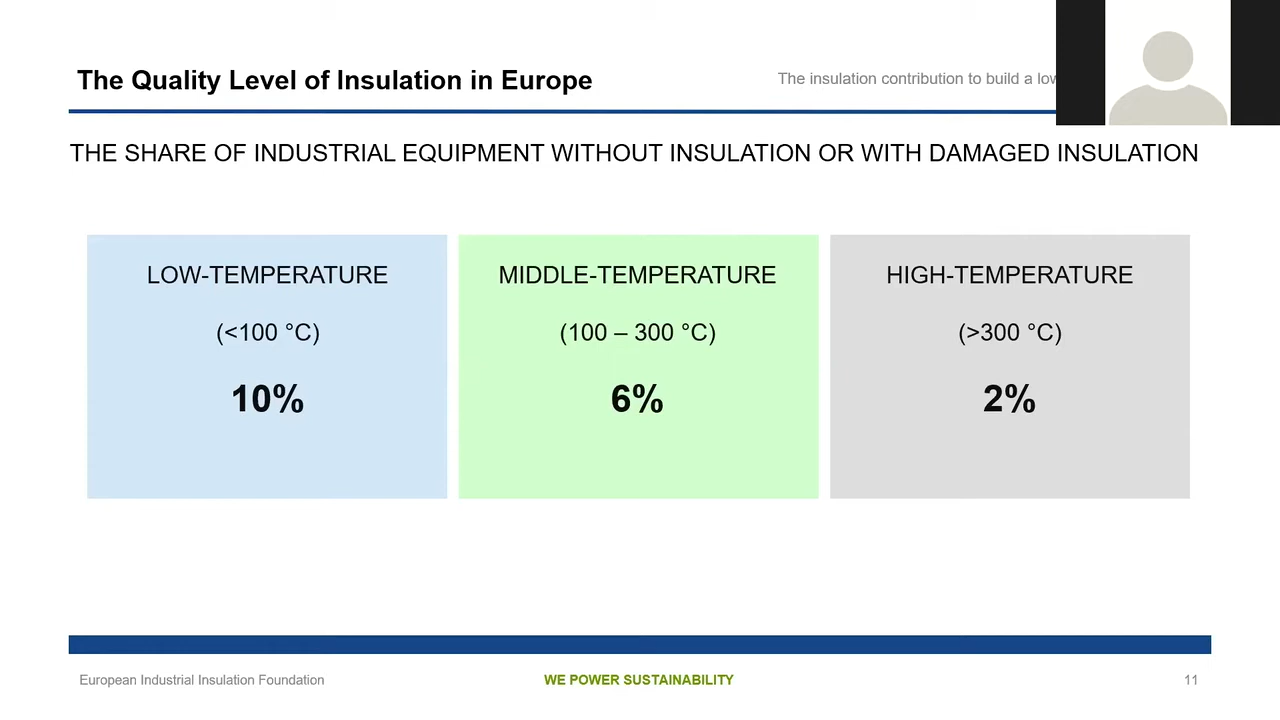 The Quality Level of Insulation in Europe
The insulation contribution to build a
THE SHARE OF INDUSTRIAL EQUIPMENT WITHOUT INSULATION OR WITH DAMAGED INSULATION
LOW-TEMPERATURE
(<100 °C)
10%
MIDDLE-TEMPERATURE
(100 – 300 °C)
6%
HIGH-TEMPERATURE
(>300 °C)
2%
European Industrial Insulation Foundation
WE POWER SUSTAINABILITY
11